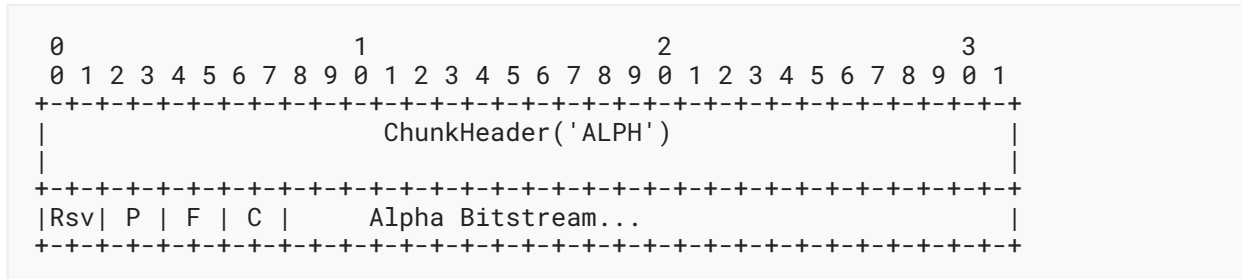 0                   1                   2                   3
 0 1 2 3 4 5 6 7 8 9 0 1 2 3 4 5 6 7 8 9 0 1 2 3 4 5 6 7 8 9 0 1
+-+-+-+-+-+-+-+-+-+-+-+-+-+-+-+-+-+-+-+-+-+-+-+-+-+-+-+-+-+-+-+-+
|                      ChunkHeader('ALPH')                      |
|                                                               |
+-+-+-+-+-+-+-+-+-+-+-+-+-+-+-+-+-+-+-+-+-+-+-+-+-+-+-+-+-+-+-+-+
|Rsv| P | F | C |     Alpha Bitstream...                        |
+-+-+-+-+-+-+-+-+-+-+-+-+-+-+-+-+-+-+-+-+-+-+-+-+-+-+-+-+-+-+-+-+